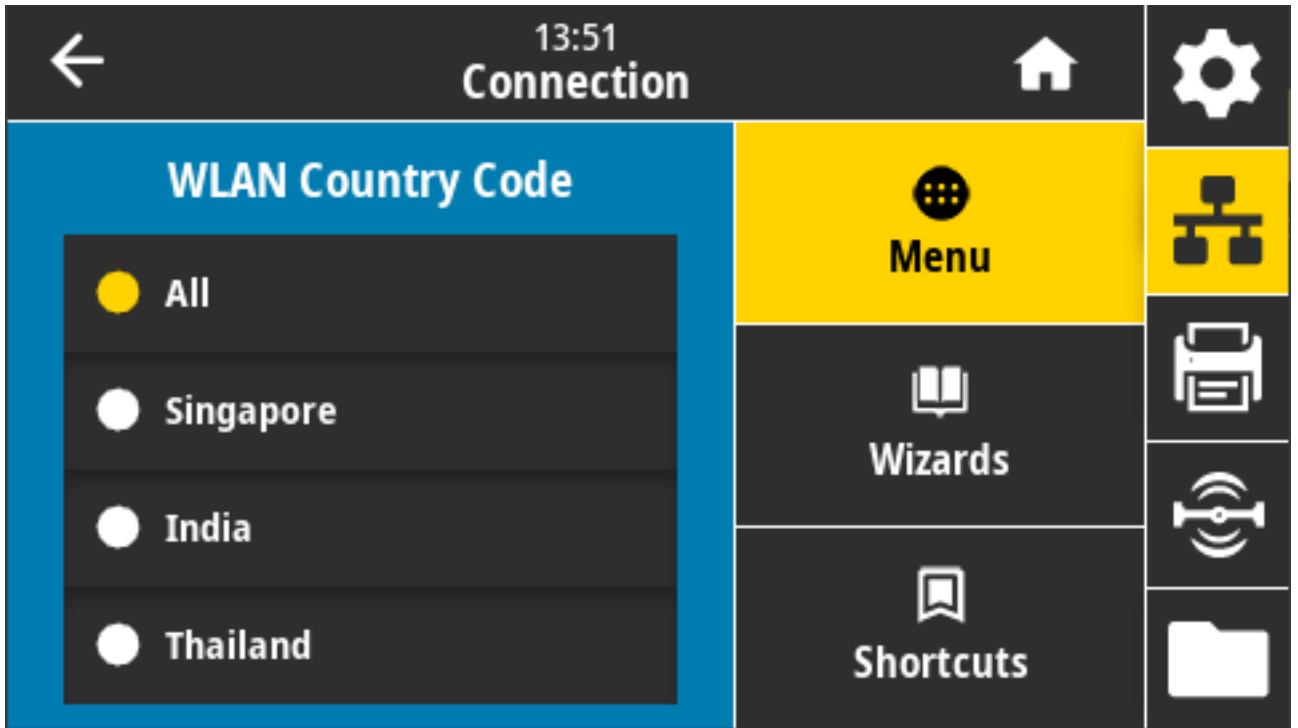 13:51
Connection
WLAN Country Code
All
Singapore
India
Thailand
Menu
Wizards
Shortcuts